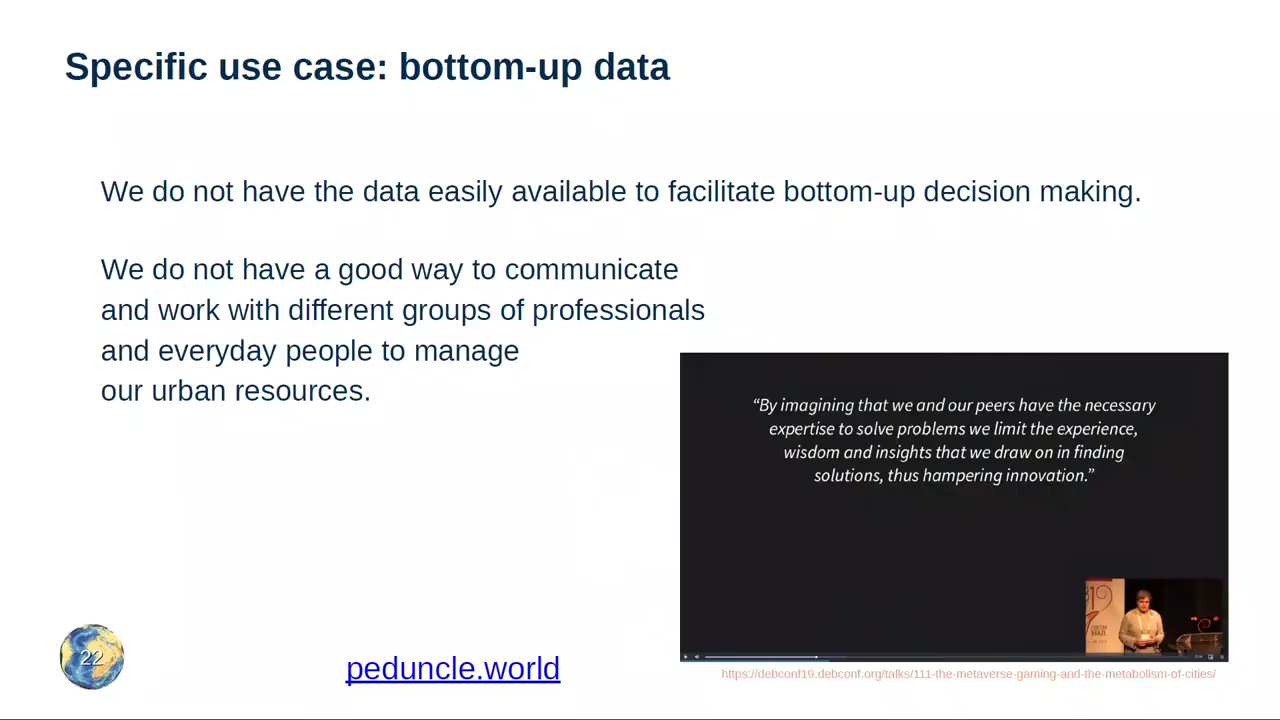 Specific use case: bottom-up data
We do not have the data easily available to facilitate bottom-up decision making.
We do not have a good way to communicate
and work with different groups of professionals
and everyday people to manage
our urban resources.
“By imagining that we and our peers have the necessary
expertise to solve problems we limit the experience,
wisdom and insights that we draw on in finding
solutions, thus hampering innovation.”
19
22
peduncle.world
https://debconf19.debconf.org/talks/111-the-metaverse-gaming-and-the-metabolism-of-cities/